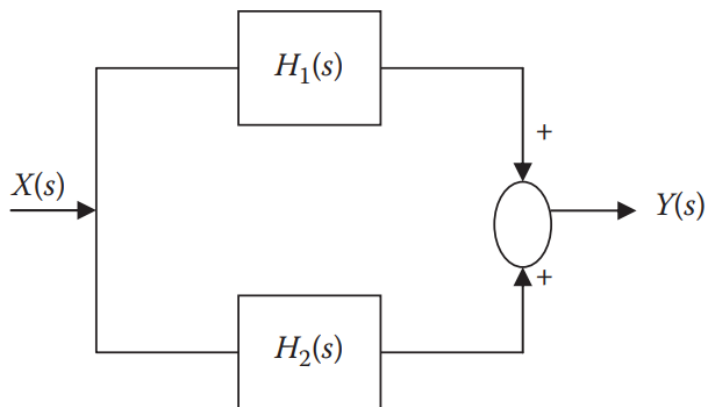 H₁(s)
+
X(s)
Y(s)
+
H₂(s)